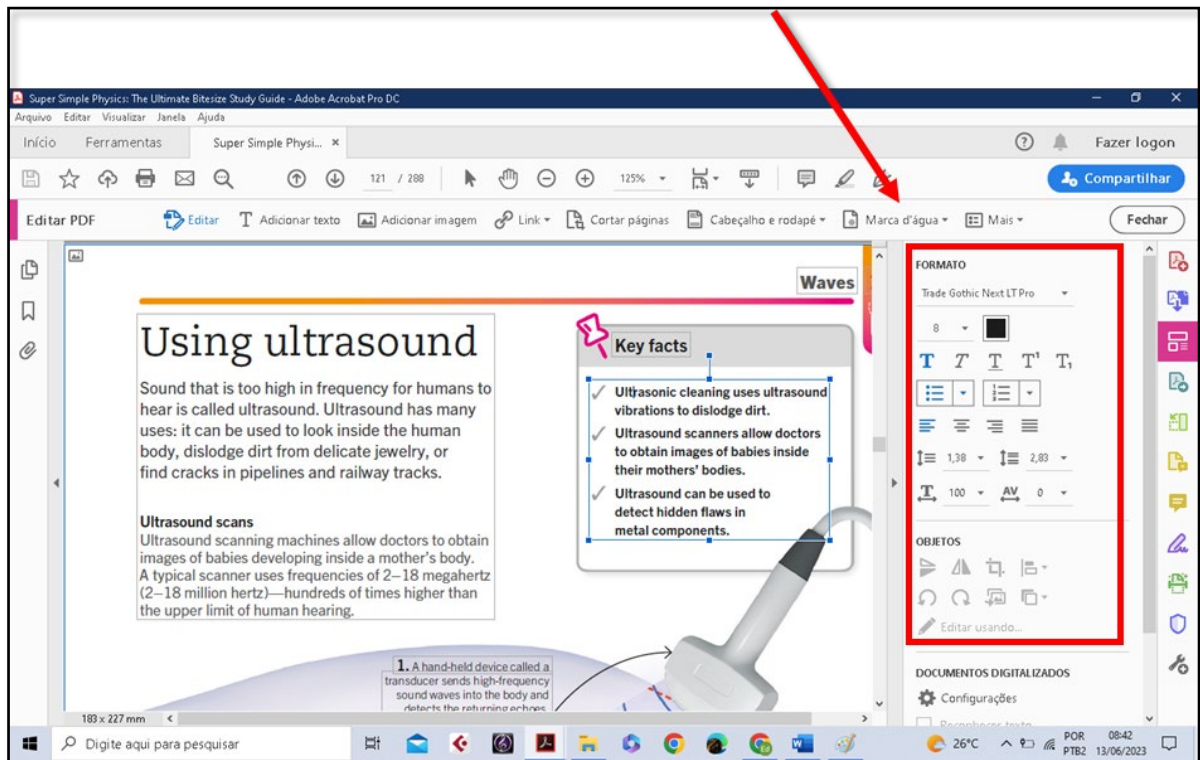 Super Simple Physics: The Ultimate Bitesize Study Guide - Adobe Acrobat Pro DC
Arquivo Editar Visualizar Janela Ajuda
Início Ferramentas Super Simple Physi... × Fazer logon
121 / 288 125% Compartilhar
Editar PDF Editar Adicionar texto Adicionar imagem Link Cortar páginas Cabeçalho e rodapé Marca d'água Mais Fechar
Waves
Using ultrasound
Sound that is too high in frequency for humans to
hear is called ultrasound. Ultrasound has many
uses: it can be used to look inside the human
body, dislodge dirt from delicate jewelry, or
find cracks in pipelines and railway tracks.
Ultrasound scans
Ultrasound scanning machines allow doctors to obtain
images of babies developing inside a mother's body.
A typical scanner uses frequencies of 2–18 megahertz
(2–18 million hertz)—hundreds of times higher than
the upper limit of human hearing.
Key facts
Ultrasonic cleaning uses ultrasound
vibrations to dislodge dirt.
Ultrasound scanners allow doctors
to obtain images of babies inside
their mothers' bodies.
Ultrasound can be used to
detect hidden flaws in
metal components.
1. A hand-held device called a
transducer sends high-frequency
sound waves into the body and
detects the returning echoes
183 x 227 mm
FORMATO
Trade Gothic Next LT Pro
8
T T T T¹ T₁
1,38 2,83
100 AV 0
OBJETOS
Editar usando...
DOCUMENTOS DIGITALIZADOS
Configurações
Reconhecer texto
Digite aqui para pesquisar 26°C POR 08:42
PTB2 13/06/2023